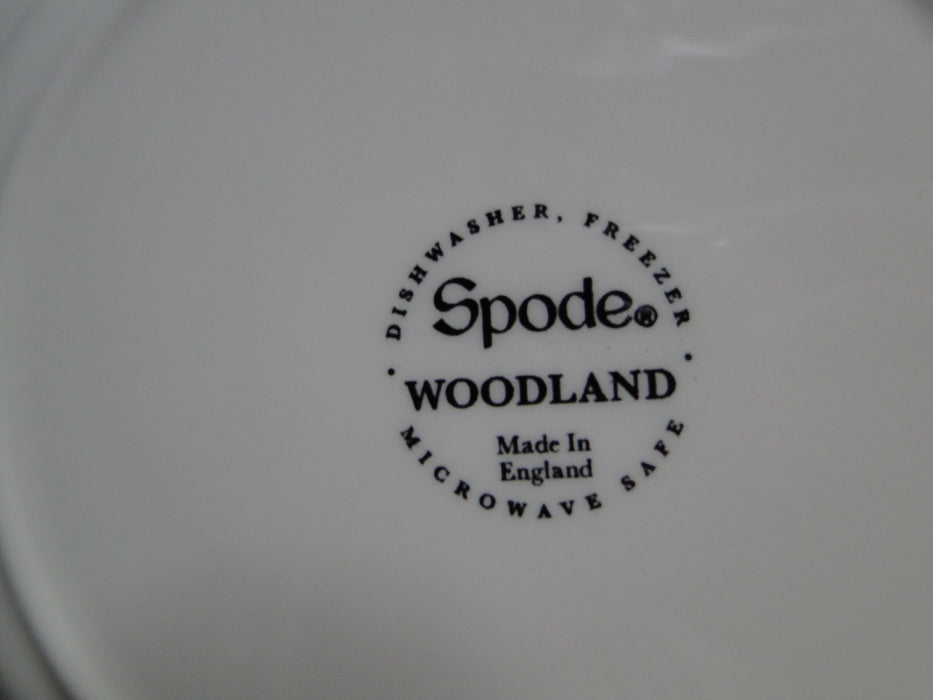 DISHWASHER, FREEZER
Spode®
WOODLAND
Made In
England
• MICROWAVE SAFE •